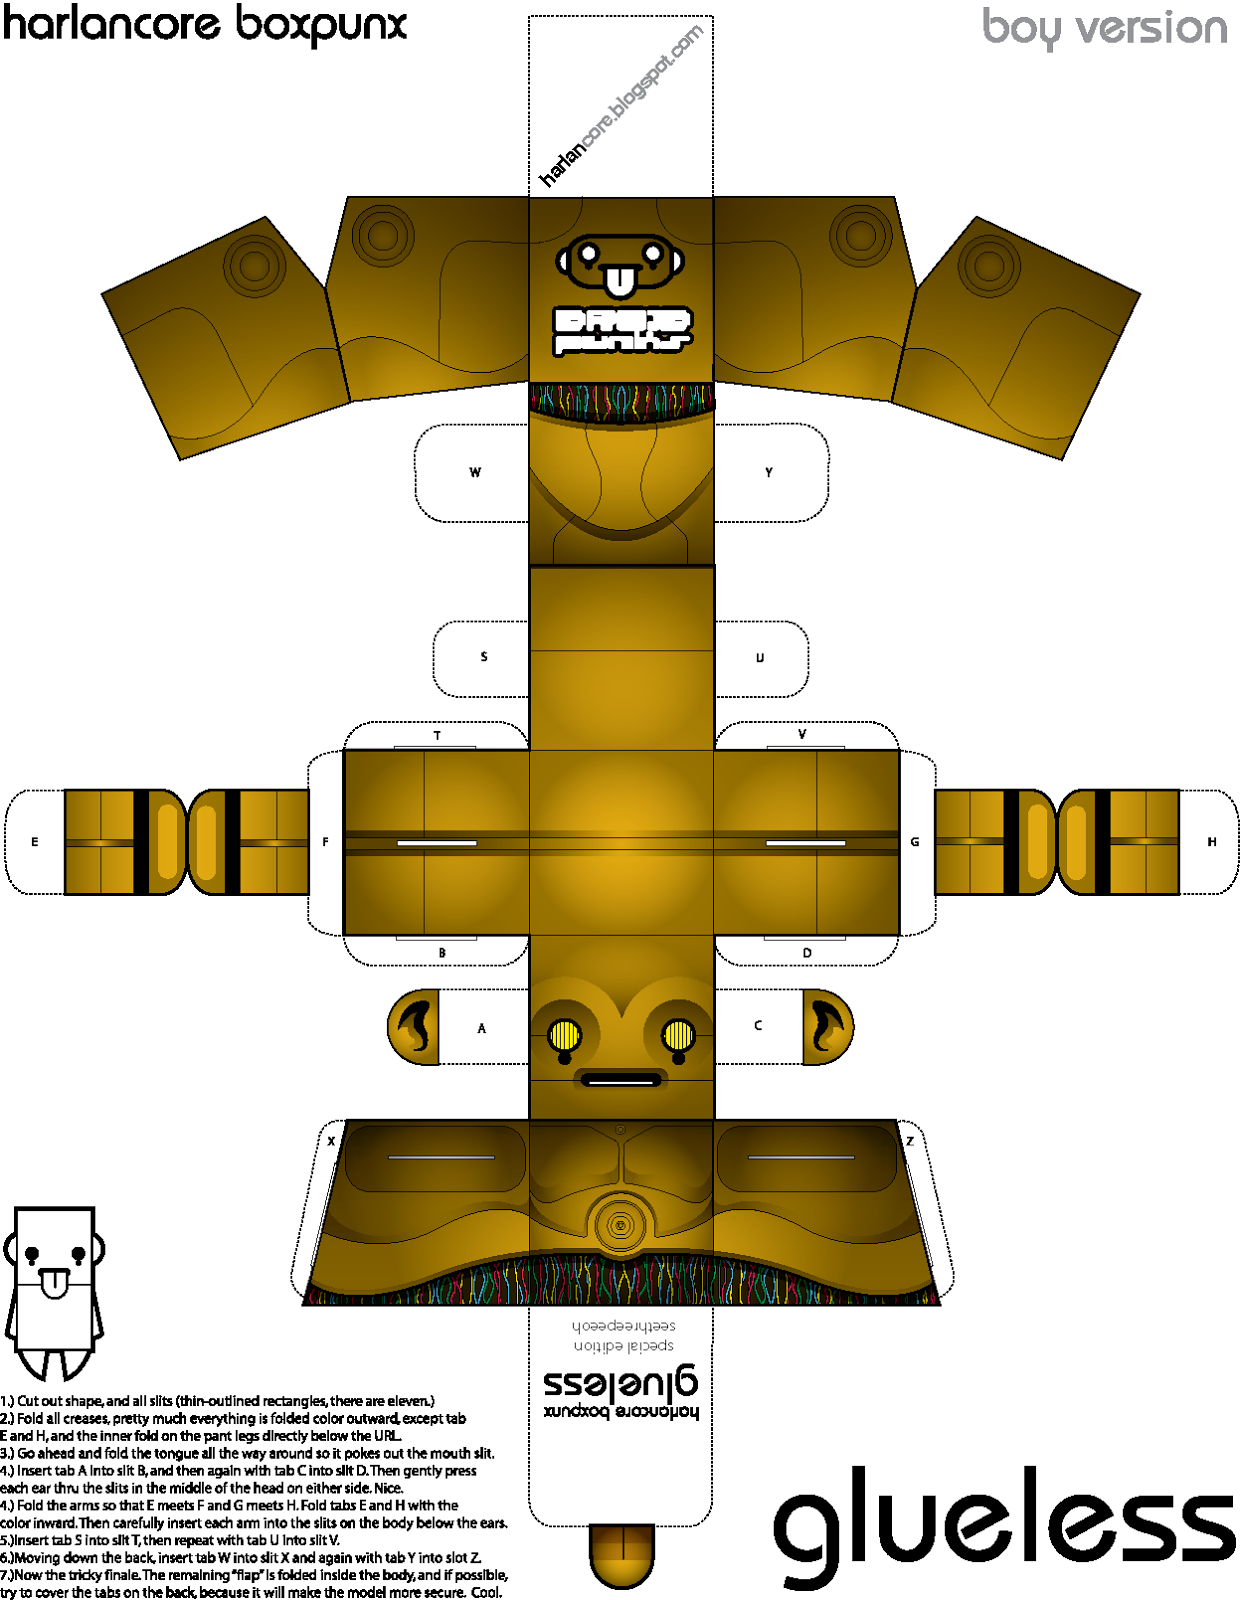 harlancore boxpunx
boy version
harlancore.blogspot.com
DROID
punks
W
Y
S
U
T
V
E
F
G
H
B
D
A
C
X
Z
seethreepeeoh
special edition
glueless
harlancore boxpunx
1.) Cut out shape, and all slits (thin-outlined rectangles, there are eleven.)
2.) Fold all creases, pretty much everything is folded color outward, except tab
E and H, and the inner fold on the pant legs directly below the URL.
3.) Go ahead and fold the tongue all the way around so it pokes out the mouth slit.
4.) Insert tab A into slit B, and then again with tab C into slit D. Then gently press
each ear thru the slits in the middle of the head on either side. Nice.
4.) Fold the arms so that E meets F and G meets H. Fold tabs E and H with the
color inward. Then carefully insert each arm into the slits on the body below the ears.
5.)Insert tab S into slit T, then repeat with tab U into slit V.
6.)Moving down the back, insert tab W into slit X and again with tab Y into slot Z.
7.)Now the tricky finale. The remaining "flap" is folded inside the body, and if possible,
try to cover the tabs on the back, because it will make the model more secure. Cool.
glueless